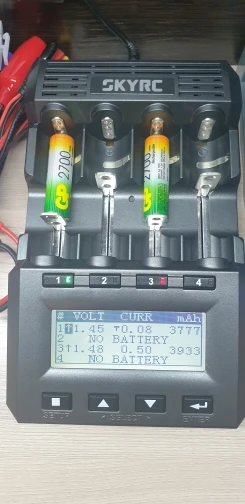 SKYRC
GP 2700
GP 2700
1 2 3 4
# VOLT CURR mAh
1↑1.45 ↑0.08 3777
2 NO BATTERY
3↑1.48 0.50 3933
4 NO BATTERY
SETUP SELECT ENTER